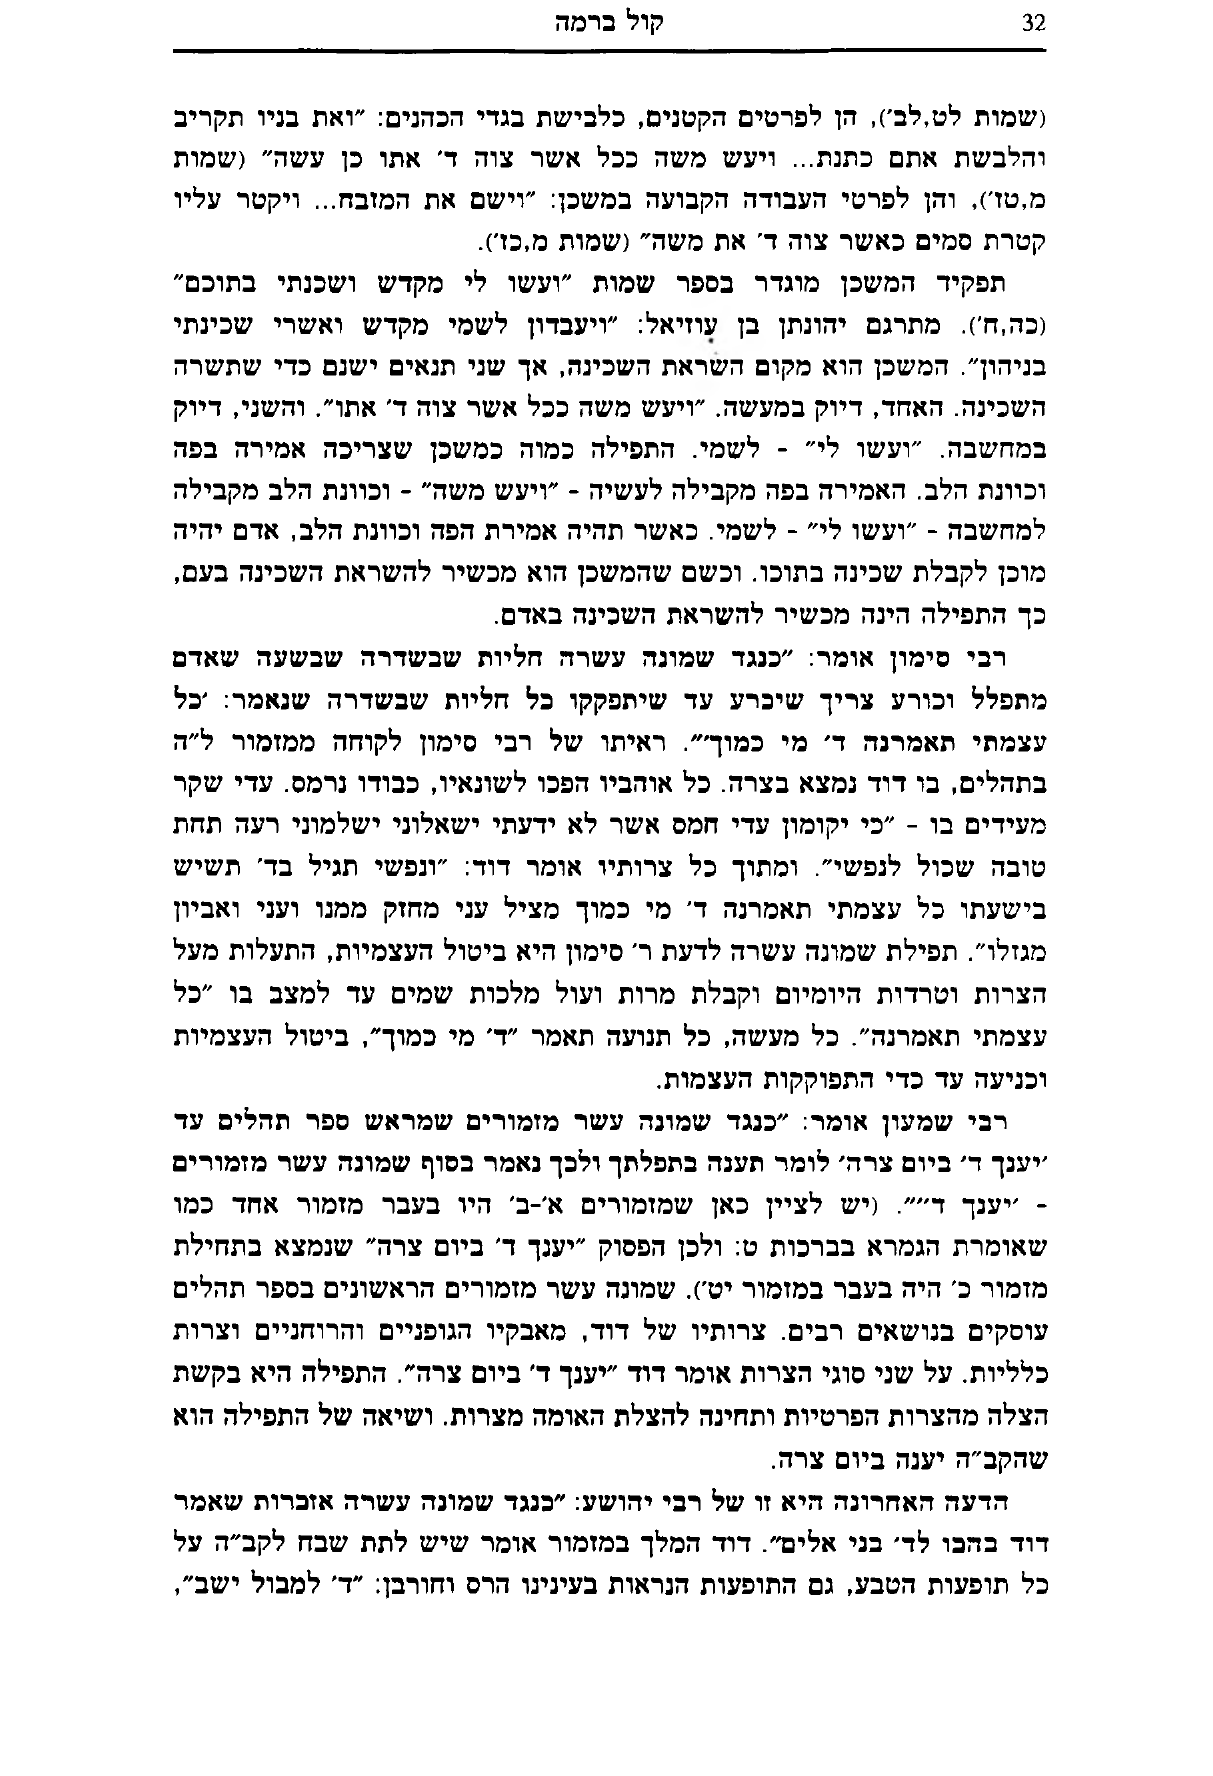 32 קול ברמה
(שמות לט,לב'), הן לפרטים הקטנים, כלבישת בגדי הכהנים: "ואת בניו תקריב
והלבשת אתם כתנת... ויעש משה ככל אשר צוה ד' אתו כן עשה" (שמות
מ,טז'), והן לפרטי העבודה הקבועה במשכן: "וישם את המזבח... ויקטר עליו
קטרת סמים כאשר צוה ד' את משה" (שמות מ,כז').
תפקיד המשכן מוגדר בספר שמות "ועשו לי מקדש ושכנתי בתוכם"
(כה,ח'). מתרגם יהונתן בן עוזיאל: "ויעבדון לשמי מקדש ואשרי שכינתי
בניהון". המשכן הוא מקום השראת השכינה, אך שני תנאים ישנם כדי שתשרה
השכינה. האחד, דיוק במעשה. "ויעש משה ככל אשר צוה ד' אתו". והשני, דיוק
במחשבה. "ועשו לי" - לשמי. התפילה כמוה כמשכן שצריכה אמירה בפה
וכוונת הלב. האמירה בפה מקבילה לעשיה - "ויעש משה" - וכוונת הלב מקבילה
למחשבה - "ועשו לי" - לשמי. כאשר תהיה אמירת הפה וכוונת הלב, אדם יהיה
מוכן לקבלת שכינה בתוכו. וכשם שהמשכן הוא מכשיר להשראת השכינה בעם,
כך התפילה הינה מכשיר להשראת השכינה באדם.
רבי סימון אומר: "כנגד שמונה עשרה חליות שבשדרה שבשעה שאדם
מתפלל וכורע צריך שיכרע עד שיתפקקו כל חליות שבשדרה שנאמר: 'כל
עצמתי תאמרנה ד' מי כמוך'". ראיתו של רבי סימון לקוחה ממזמור ל"ה
בתהלים, בו דוד נמצא בצרה. כל אוהביו הפכו לשונאיו, כבודו נרמס. עדי שקר
מעידים בו - "כי יקומון עדי חמס אשר לא ידעתי ישאלוני ישלמוני רעה תחת
טובה שכול לנפשי". ומתוך כל צרותיו אומר דוד: "ונפשי תגיל בד' תשיש
בישעתו כל עצמתי תאמרנה ד' מי כמוך מציל עני מחזק ממנו ועני ואביון
מגזלו". תפילת שמונה עשרה לדעת ר' סימון היא ביטול העצמיות, התעלות מעל
הצרות וטרדות היומיום וקבלת מרות ועול מלכות שמים עד למצב בו "כל
עצמתי תאמרנה". כל מעשה, כל תנועה תאמר "ד' מי כמוך", ביטול העצמיות
וכניעה עד כדי התפוקקות העצמות.
רבי שמעון אומר: "כנגד שמונה עשר מזמורים שמראש ספר תהלים עד
'יענך ד' ביום צרה' לומר תענה בתפלתך ולכך נאמר בסוף שמונה עשר מזמורים
- 'יענך ד'"". (יש לציין כאן שמזמורים א'-ב' היו בעבר מזמור אחד כמו
שאומרת הגמרא בברכות ט: ולכן הפסוק "יענך ד' ביום צרה" שנמצא בתחילת
מזמור כ' היה בעבר במזמור יט'). שמונה עשר מזמורים הראשונים בספר תהלים
עוסקים בנושאים רבים. צרותיו של דוד, מאבקיו הגופניים והרוחניים וצרות
כלליות. על שני סוגי הצרות אומר דוד "יענך ד' ביום צרה". התפילה היא בקשת
הצלה מהצרות הפרטיות ותחינה להצלת האומה מצרות. ושיאה של התפילה הוא
שהקב"ה יענה ביום צרה.
הדעה האחרונה היא זו של רבי יהושע: "כנגד שמונה עשרה אזכרות שאמר
דוד בהבו לד' בני אלים". דוד המלך במזמור אומר שיש לתת שבח לקב"ה על
כל תופעות הטבע, גם התופעות הנראות בעינינו הרס וחורבן: "ד' למבול ישב",